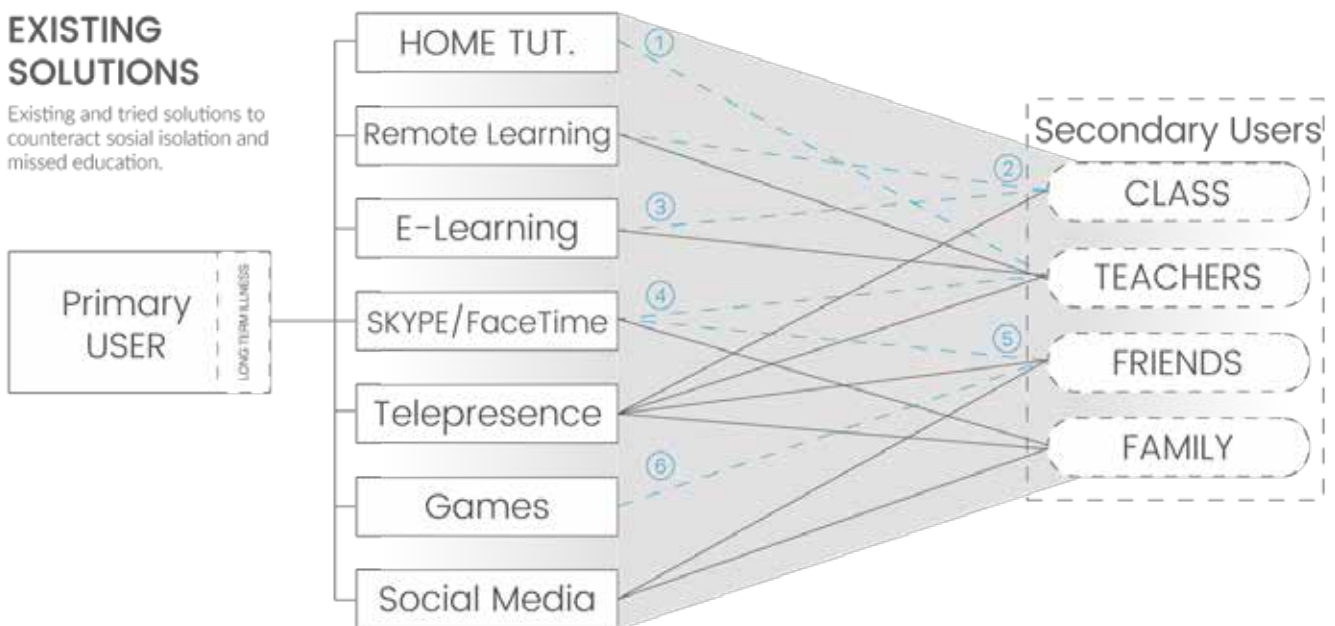 EXISTING
SOLUTIONS
Existing and tried solutions to
counteract sosial isolation and
missed education.
Primary
USER
LONG TERM ILLNESS
HOME TUT.
Remote Learning
E-Learning
SKYPE/FaceTime
Telepresence
Games
Social Media
1
2
3
4
5
6
Secondary Users
CLASS
TEACHERS
FRIENDS
FAMILY